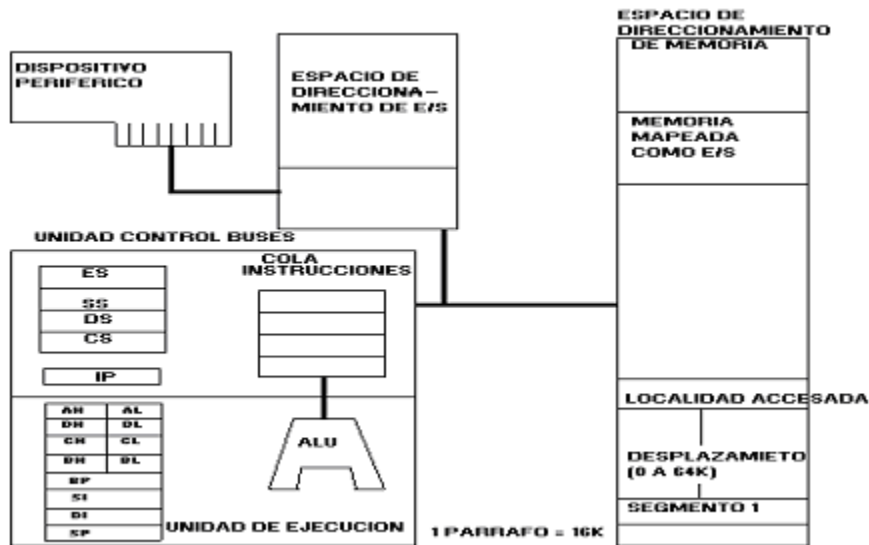 DISPOSITIVO
PERIFERICO
ESPACIO DE
DIRECCIONA-
MIENTO DE E/S
ESPACIO DE
DIRECCIONAMIENTO
DE MEMORIA
MEMORIA
MAPEADA
COMO E/S
UNIDAD CONTROL BUSES
ES
SS
DS
CS
IP
COLA
INSTRUCCIONES
AH AL
DH DL
CH CL
DH DL
BP
SI
DI
SP
ALU
UNIDAD DE EJECUCION
LOCALIDAD ACCESADA
DESPLAZAMIETO
(0 A 64K)
SEGMENTO 1
1 PARRAFO = 16K